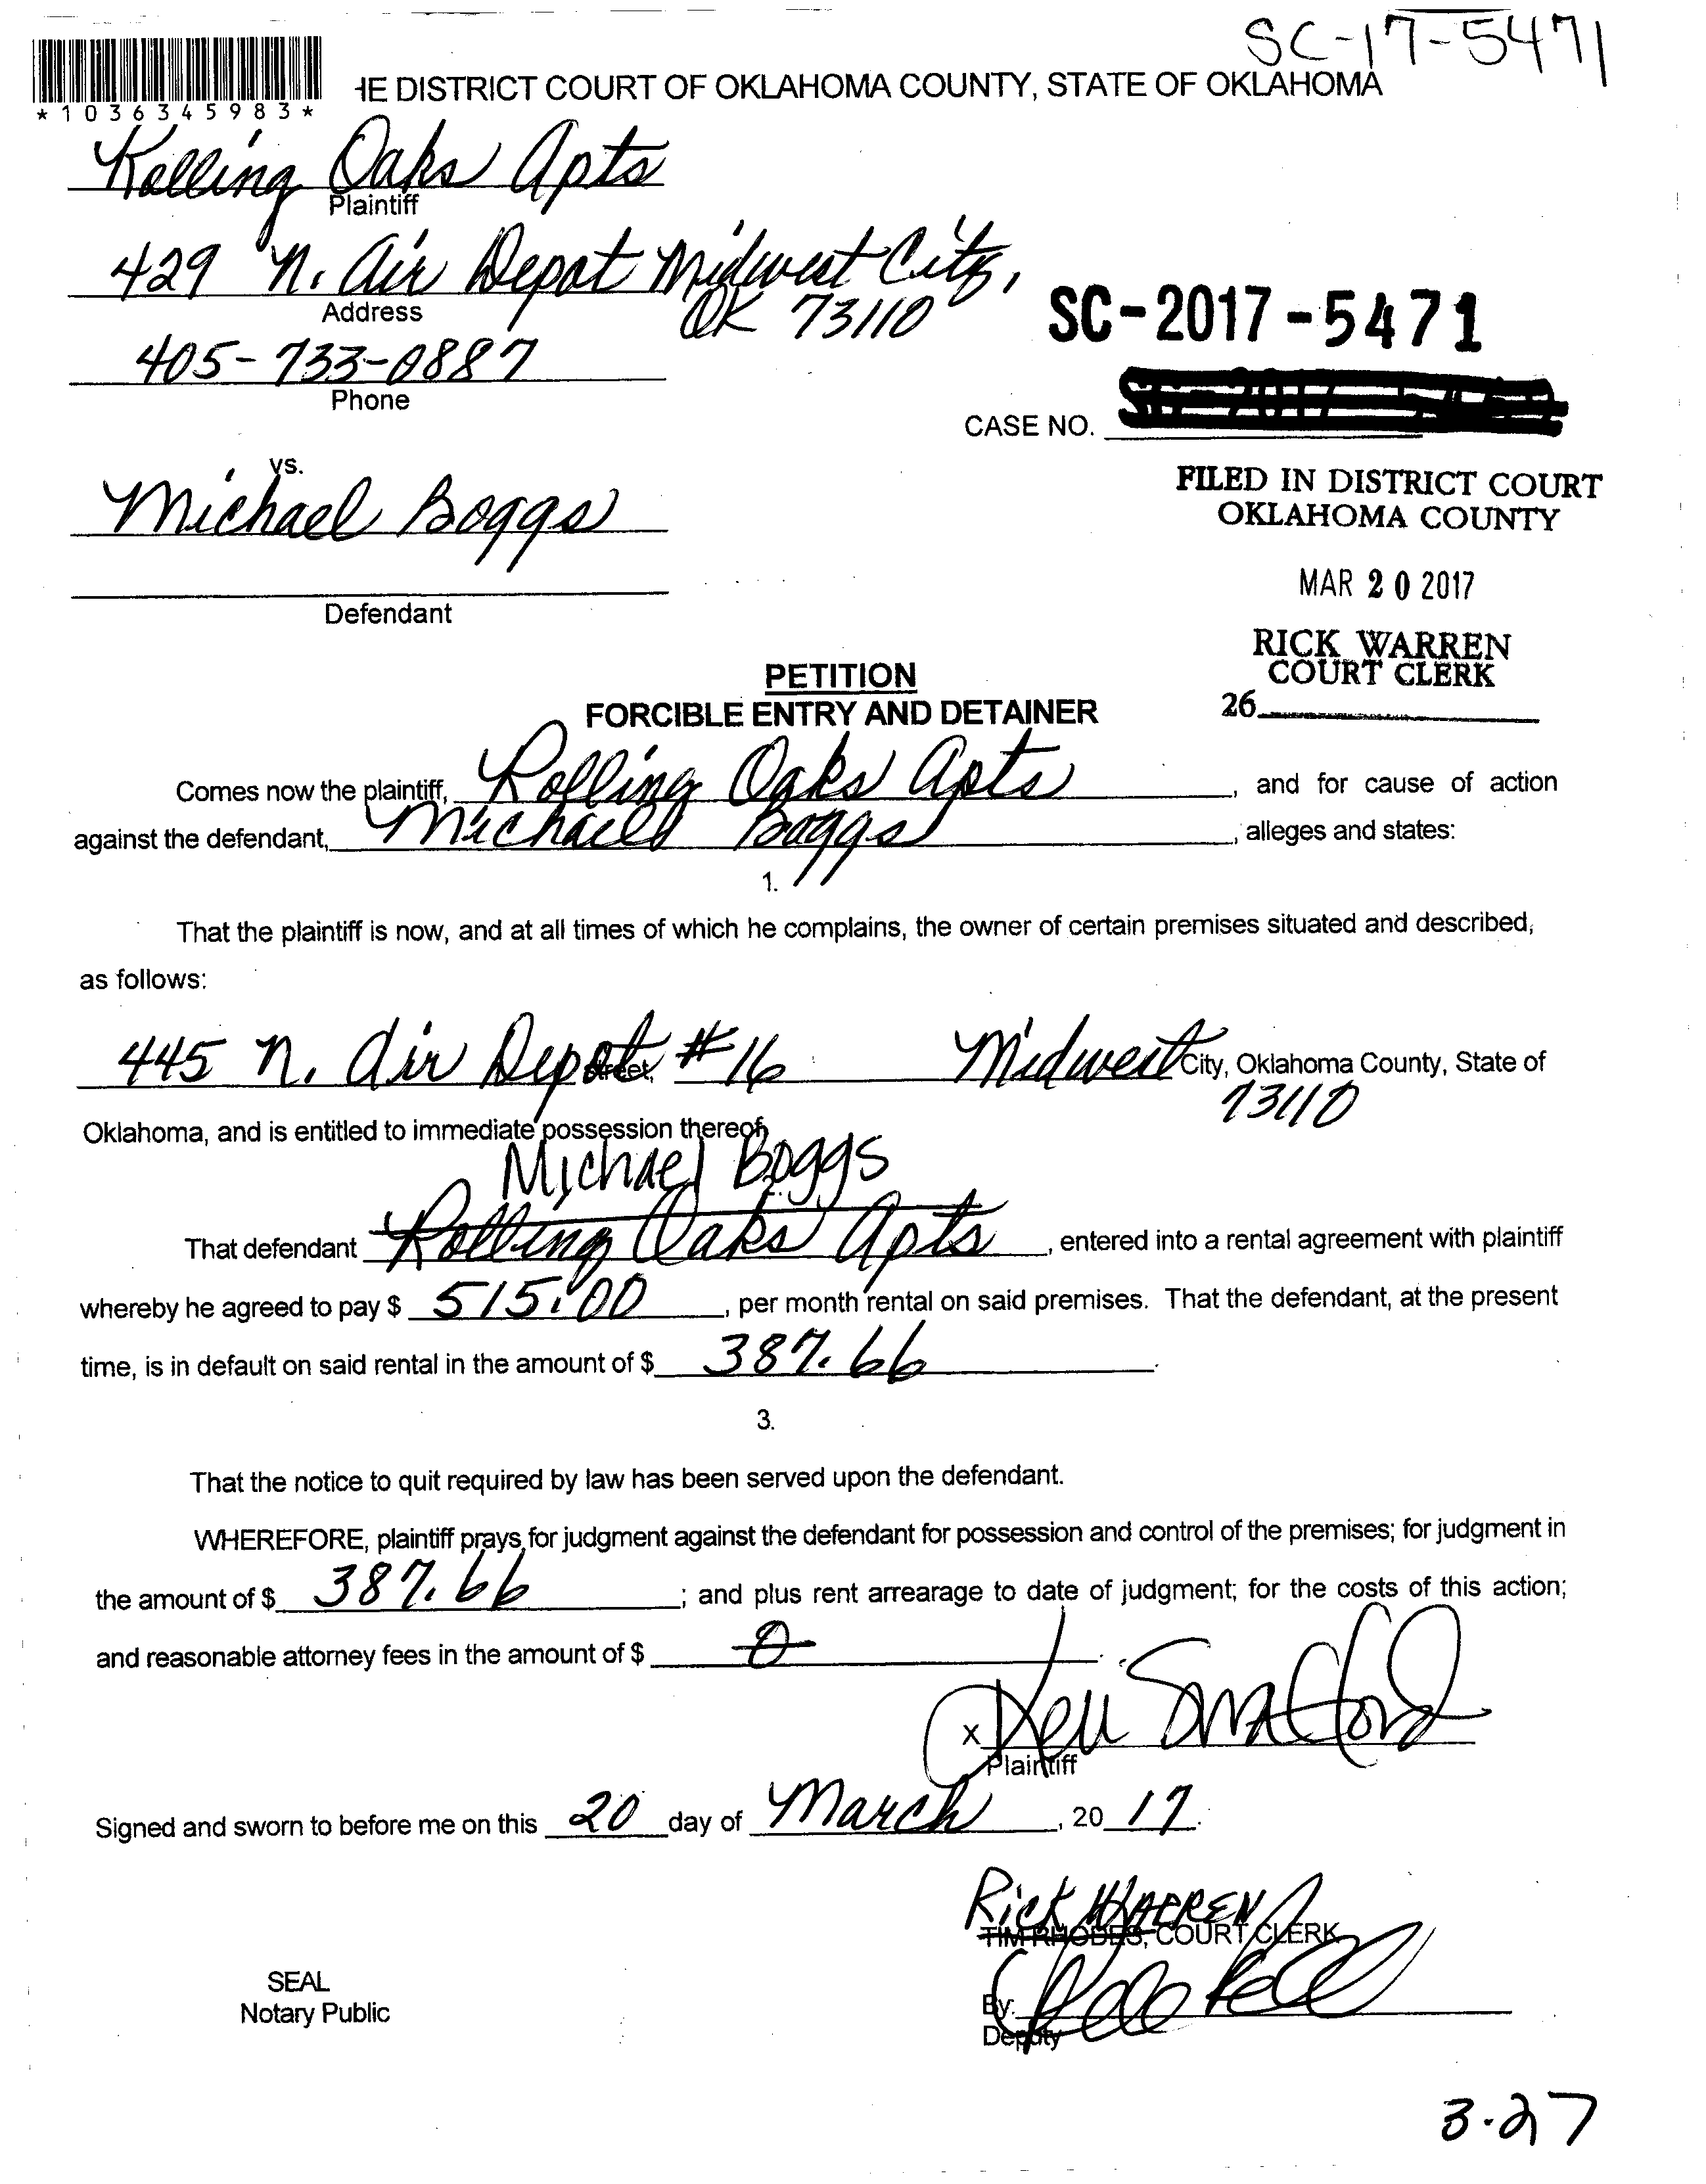 SC-17-5471
*1036345983*
HE DISTRICT COURT OF OKLAHOMA COUNTY, STATE OF OKLAHOMA
Rolling Oaks Apts
Plaintiff
429 N. Air Depot Midwest City,
OK 73110
Address
405-733-0887
Phone
SC-2017-5471
CASE NO.
vs.
Michael Boggs
Defendant
FILED IN DISTRICT COURT
OKLAHOMA COUNTY
MAR 20 2017
RICK WARREN
COURT CLERK
26
PETITION
FORCIBLE ENTRY AND DETAINER
Comes now the plaintiff, Rolling Oaks Apts, and for cause of action
against the defendant, Michael Boggs, alleges and states:
1.
That the plaintiff is now, and at all times of which he complains, the owner of certain premises situated and described,
as follows:
445 N. Air Depot Street, #16 Midwest City, Oklahoma County, State of
73110
Oklahoma, and is entitled to immediate possession thereof.
Michael Boggs
That defendant Rolling Oaks Apts, entered into a rental agreement with plaintiff
whereby he agreed to pay $ 515.00, per month rental on said premises. That the defendant, at the present
time, is in default on said rental in the amount of $ 387.66.
3.
That the notice to quit required by law has been served upon the defendant.
WHEREFORE, plaintiff prays for judgment against the defendant for possession and control of the premises; for judgment in
the amount of $ 387.66; and plus rent arrearage to date of judgment; for the costs of this action;
and reasonable attorney fees in the amount of $ 0.
X
Plaintiff
Signed and sworn to before me on this 20 day of March, 20 17.
Rick WARREN
TIM RHODES, COURT CLERK
SEAL
Notary Public
By:
Deputy
3-27